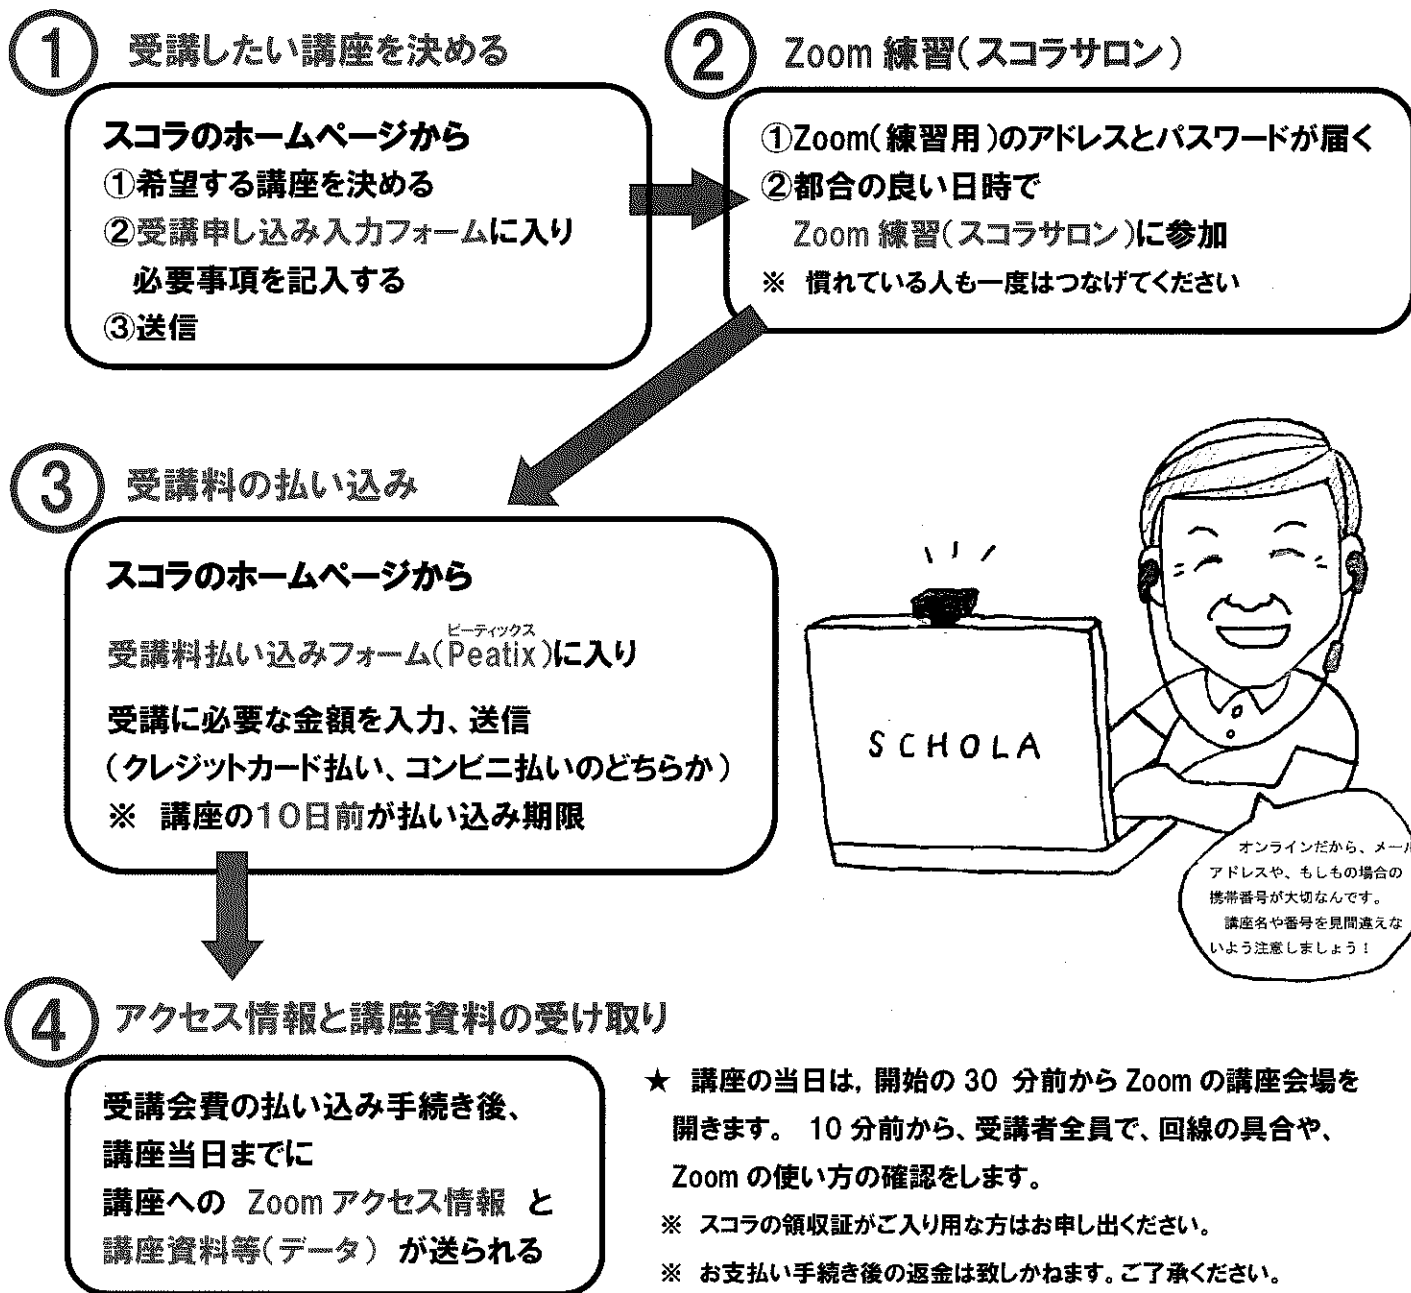 ① 受講したい講座を決める
スコラのホームページから
①希望する講座を決める
②受講申し込み入力フォームに入り
必要事項を記入する
③送信
② Zoom 練習(スコラサロン)
①Zoom(練習用)のアドレスとパスワードが届く
②都合の良い日時で
Zoom 練習(スコラサロン)に参加
※ 慣れている人も一度はつなげてください
③ 受講料の払い込み
スコラのホームページから
ピーティックス
受講料払い込みフォーム(Peatix)に入り
受講に必要な金額を入力、送信
(クレジットカード払い、コンビニ払いのどちらか)
※ 講座の10日前が払い込み期限
SCHOLA
オンラインだから、メール
アドレスや、もしもの場合の
携帯番号が大切なんです。
講座名や番号を見間違えな
いよう注意しましょう!
④ アクセス情報と講座資料の受け取り
受講会費の払い込み手続き後、
講座当日までに
講座への Zoom アクセス情報 と
講座資料等(データ) が送られる
★ 講座の当日は, 開始の 30 分前から Zoom の講座会場を
開きます。 10 分前から、受講者全員で、回線の具合や、
Zoom の使い方の確認をします。
※ スコラの領収証がご入り用な方はお申し出ください。
※ お支払い手続き後の返金は致しかねます。ご了承ください。